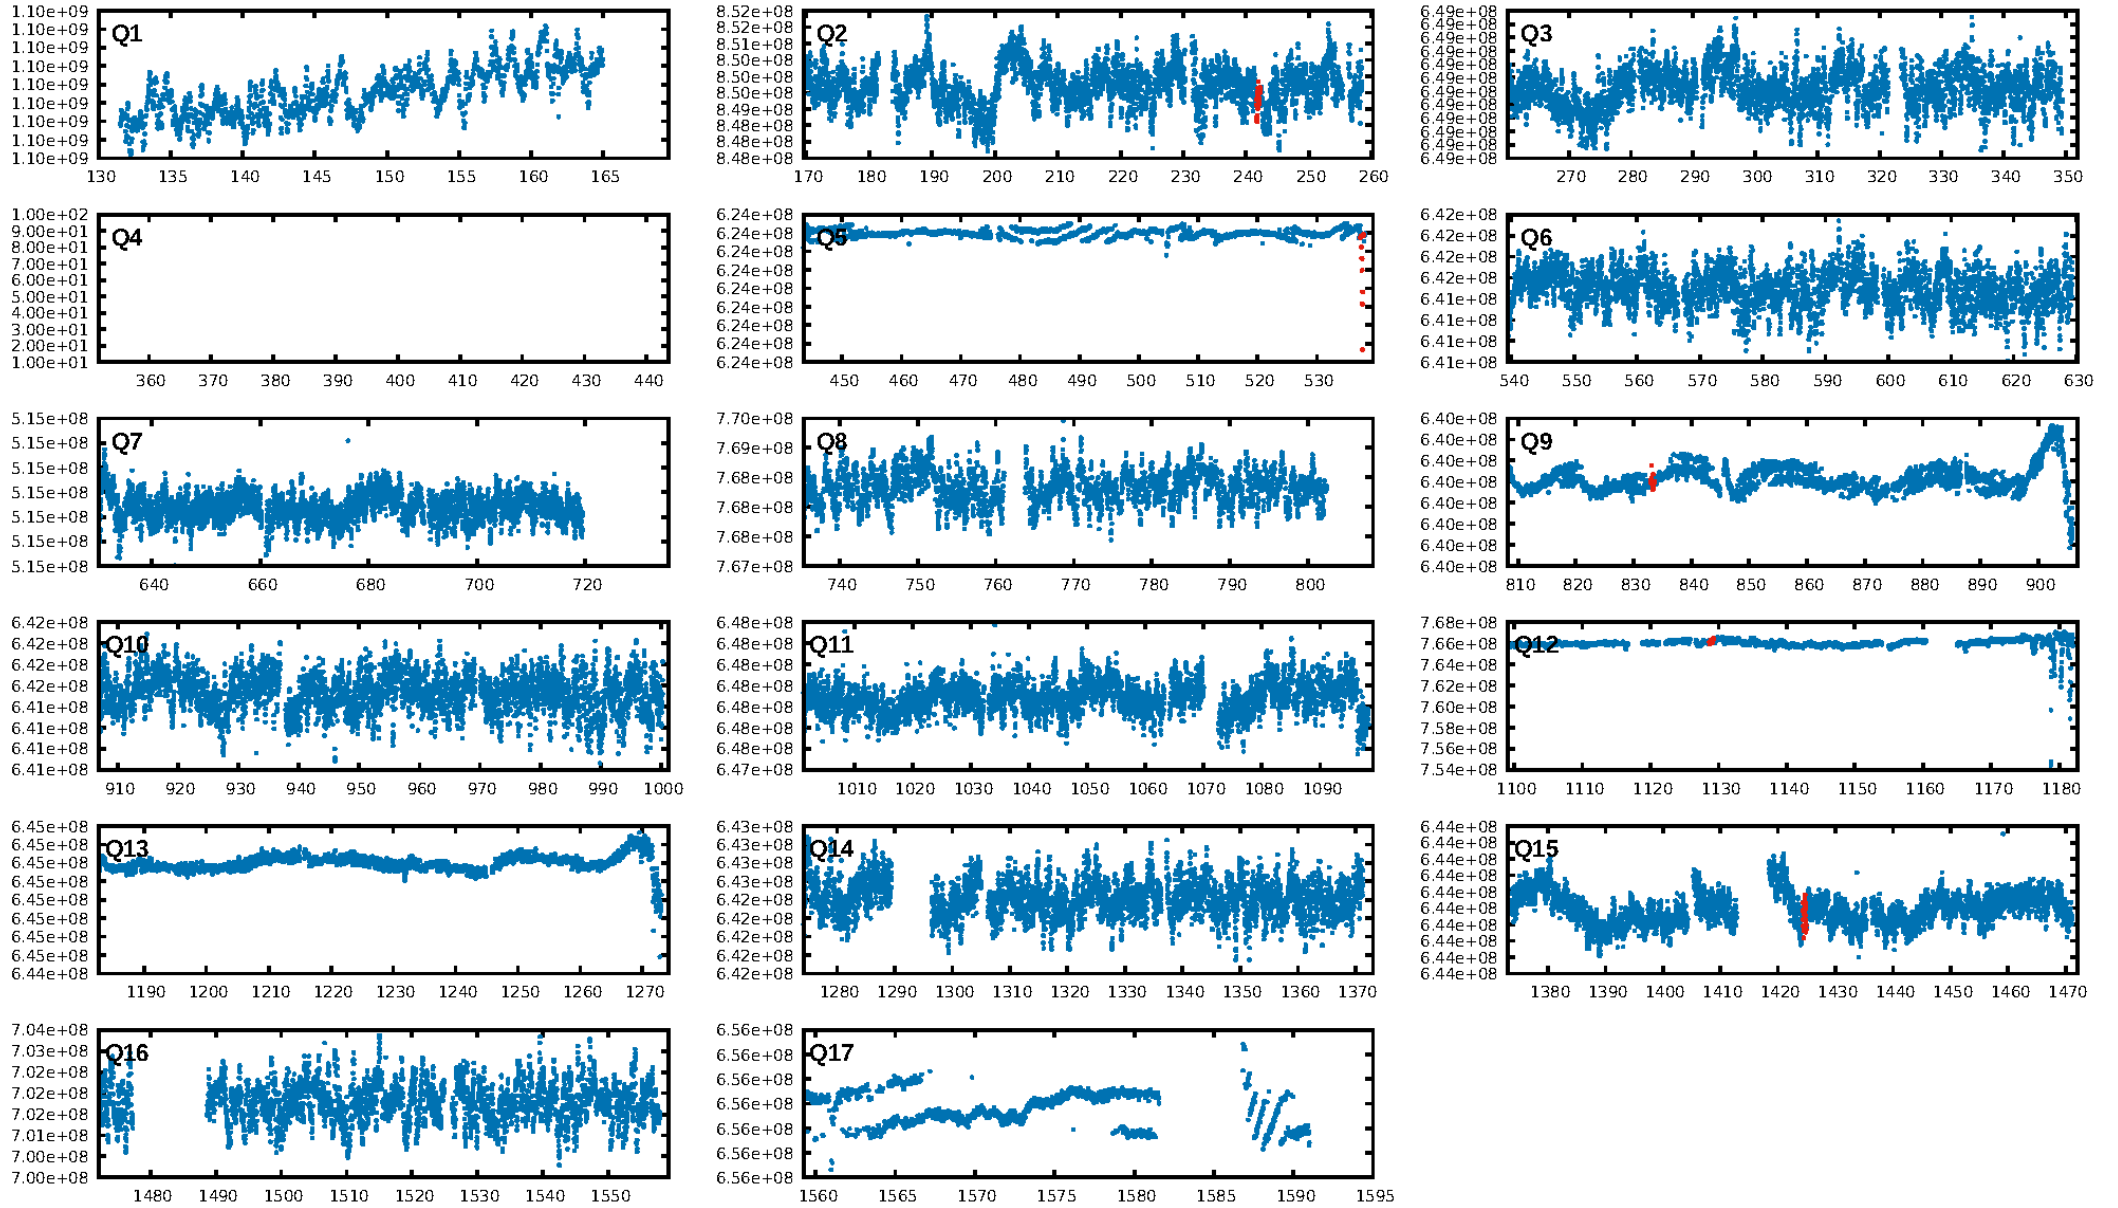 Q1
1.10e+09
1.10e+09
1.10e+09
1.10e+09
1.10e+09
1.10e+09
1.10e+09
1.10e+09
1.10e+09
130 135 140 145 150 155 160 165
Q2
8.52e+08
8.52e+08
8.51e+08
8.50e+08
8.50e+08
8.50e+08
8.49e+08
8.48e+08
8.48e+08
170 180 190 200 210 220 230 240 250 260
Q3
6.49e+08
6.49e+08
6.49e+08
6.49e+08
6.49e+08
6.49e+08
6.49e+08
6.49e+08
6.49e+08
6.49e+08
6.49e+08
6.49e+08
270 280 290 300 310 320 330 340 350
Q4
1.00e+02
9.00e+01
8.00e+01
7.00e+01
6.00e+01
5.00e+01
4.00e+01
3.00e+01
2.00e+01
1.00e+01
360 370 380 390 400 410 420 430 440
Q5
6.24e+08
6.24e+08
6.24e+08
6.24e+08
6.24e+08
6.24e+08
6.24e+08
6.24e+08
6.24e+08
450 460 470 480 490 500 510 520 530
Q6
6.42e+08
6.42e+08
6.42e+08
6.42e+08
6.41e+08
6.41e+08
6.41e+08
6.41e+08
540 550 560 570 580 590 600 610 620 630
Q7
5.15e+08
5.15e+08
5.15e+08
5.15e+08
5.15e+08
5.15e+08
5.15e+08
640 660 680 700 720
Q8
7.70e+08
7.69e+08
7.68e+08
7.68e+08
7.68e+08
7.67e+08
740 750 760 770 780 790 800
Q9
6.40e+08
6.40e+08
6.40e+08
6.40e+08
6.40e+08
6.40e+08
6.40e+08
6.40e+08
810 820 830 840 850 860 870 880 890 900
Q10
6.42e+08
6.42e+08
6.42e+08
6.42e+08
6.41e+08
6.41e+08
6.41e+08
6.41e+08
910 920 930 940 950 960 970 980 990 1000
Q11
6.48e+08
6.48e+08
6.48e+08
6.48e+08
6.48e+08
6.48e+08
6.48e+08
6.47e+08
1010 1020 1030 1040 1050 1060 1070 1080 1090
Q12
7.68e+08
7.66e+08
7.64e+08
7.62e+08
7.60e+08
7.58e+08
7.56e+08
7.54e+08
1100 1110 1120 1130 1140 1150 1160 1170 1180
Q13
6.45e+08
6.45e+08
6.45e+08
6.45e+08
6.45e+08
6.45e+08
6.45e+08
6.45e+08
6.44e+08
1190 1200 1210 1220 1230 1240 1250 1260 1270
Q14
6.43e+08
6.43e+08
6.43e+08
6.43e+08
6.42e+08
6.42e+08
6.42e+08
6.42e+08
6.42e+08
1280 1290 1300 1310 1320 1330 1340 1350 1360 1370
Q15
6.44e+08
6.44e+08
6.44e+08
6.44e+08
6.44e+08
6.44e+08
6.44e+08
6.44e+08
6.44e+08
6.44e+08
1380 1390 1400 1410 1420 1430 1440 1450 1460 1470
Q16
7.04e+08
7.03e+08
7.02e+08
7.02e+08
7.01e+08
7.00e+08
7.00e+08
1480 1490 1500 1510 1520 1530 1540 1550
Q17
6.56e+08
6.56e+08
6.56e+08
6.56e+08
6.56e+08
6.56e+08
6.56e+08
1560 1565 1570 1575 1580 1585 1590 1595